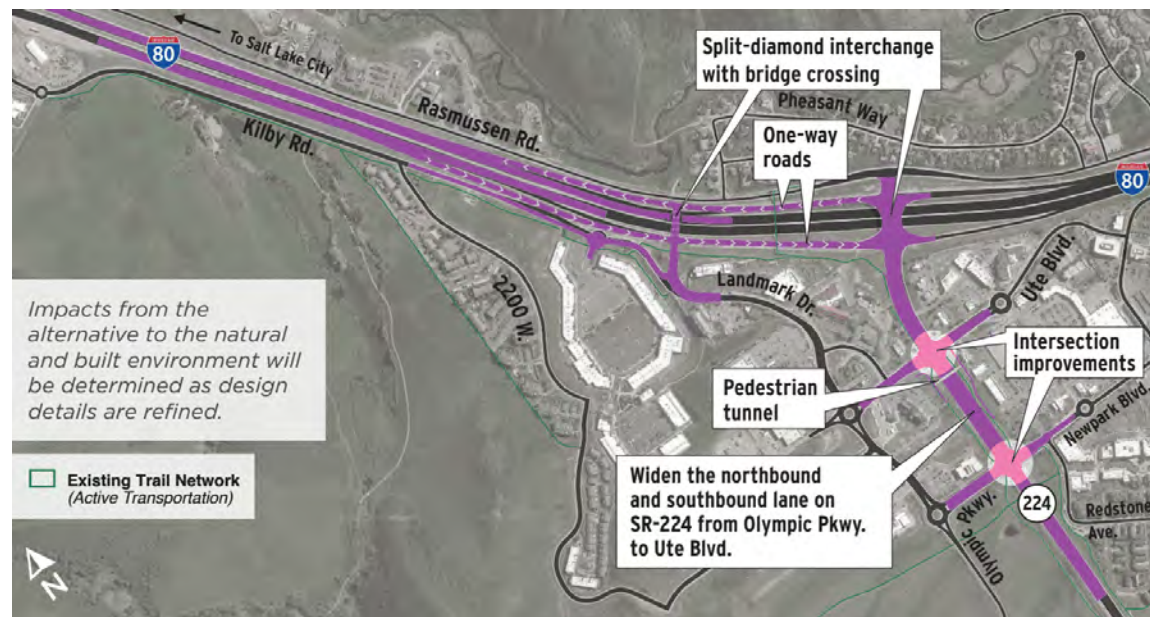 80
To Salt Lake City
Rasmussen Rd.
Kilby Rd.
Split-diamond interchange
with bridge crossing
Pheasant Way
One-way
roads
80
Ute Blvd.
2200 W.
Landmark Dr.
Impacts from the
alternative to the natural
and built environment will
be determined as design
details are refined.
Intersection
improvements
Pedestrian
tunnel
Newpark Blvd.
Widen the northbound
and southbound lane on
SR-224 from Olympic Pkwy.
to Ute Blvd.
Olympic Pkwy.
224
Redstone
Ave.
Existing Trail Network
(Active Transportation)
N